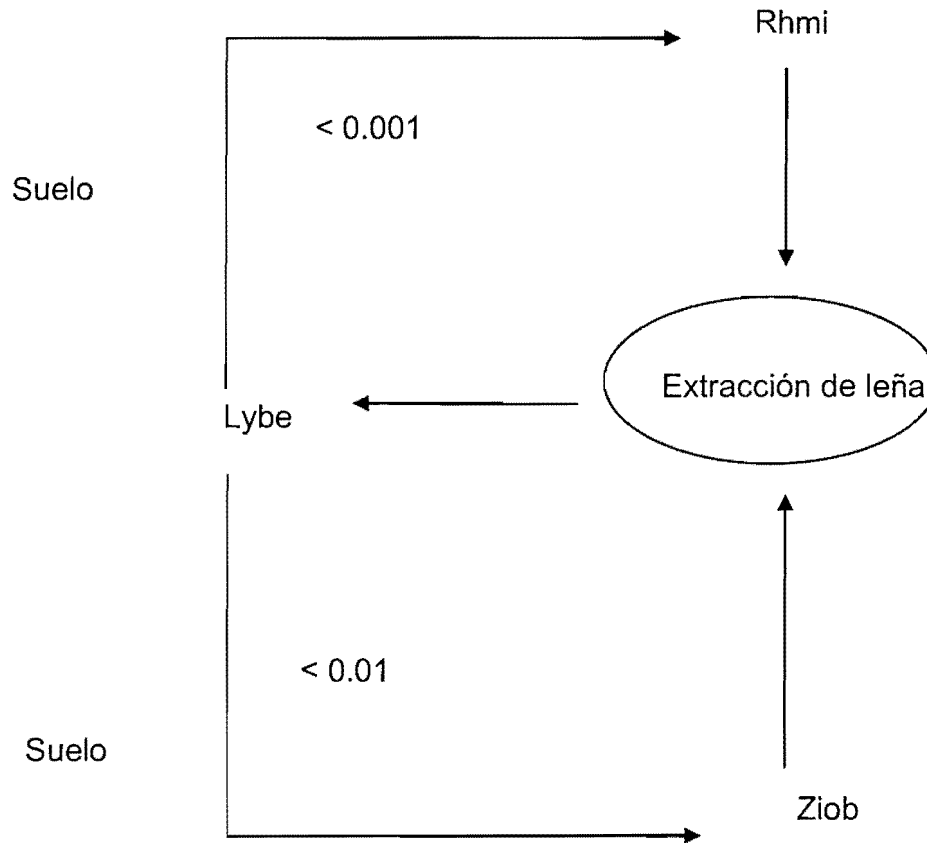 Rhmi
< 0.001
Suelo
Extracción de leña
Lybe
< 0.01
Suelo
Ziob